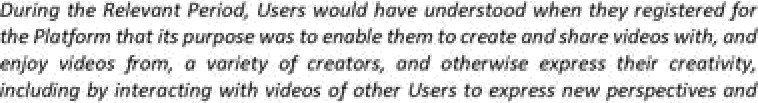 During the Relevant Period, Users would have understood when they registered for
the Platform that its purpose was to enable them to create and share videos with, and
enjoy videos from, a variety of creators, and otherwise express their creativity,
including by interacting with videos of other Users to express new perspectives and